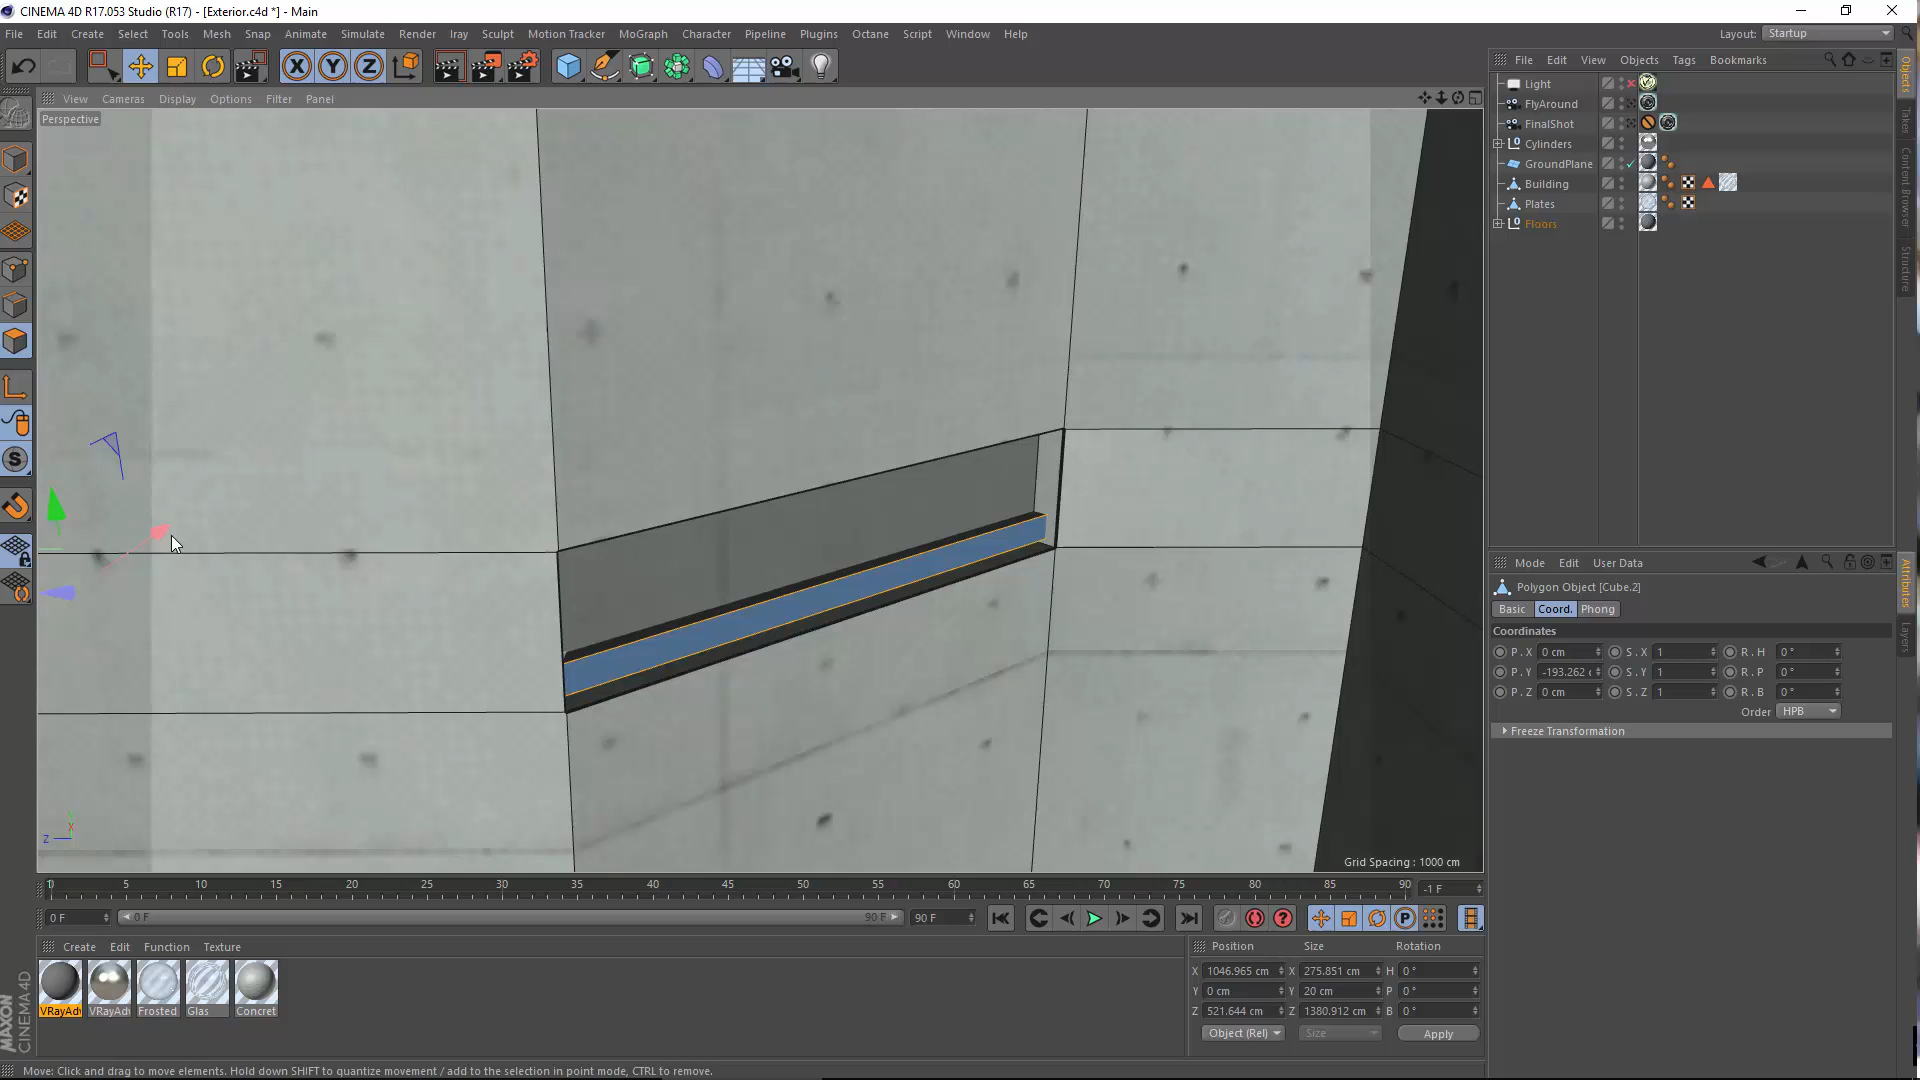 CINEMA 4D R17.053 Studio (R17) - [Exterior.c4d *] - Main
File Edit Create Select Tools Mesh Snap Animate Simulate Render Iray Sculpt Motion Tracker MoGraph Character Pipeline Plugins Octane Script Window Help
Layout: Startup
View Cameras Display Options Filter Panel
Perspective
File Edit View Objects Tags Bookmarks
Light
FlyAround
FinalShot
Cylinders
GroundPlane
Building
Plates
Floors
Objects
Takes
Content Browser
Structure
Mode Edit User Data
Polygon Object [Cube.2]
Basic Coord. Phong
Coordinates
P . X 0 cm S . X 1 R . H 0 °
P . Y -193.262 c S . Y 1 R . P 0 °
P . Z 0 cm S . Z 1 R . B 0 °
Order HPB
Freeze Transformation
Attributes
Layers
Y
X
Z
Grid Spacing : 1000 cm
0 5 10 15 20 25 30 35 40 45 50 55 60 65 70 75 80 85 90
-1 F
0 F 0 F 90 F 90 F
Create Edit Function Texture
VRayAdv VRayAdv Frosted Glas Concret
Position Size Rotation
X 1046.965 cm X 275.851 cm H 0 °
Y 0 cm Y 20 cm P 0 °
Z 521.644 cm Z 1380.912 cm B 0 °
Object (Rel) Size Apply
MAXON
CINEMA 4D
Move: Click and drag to move elements. Hold down SHIFT to quantize movement / add to the selection in point mode, CTRL to remove.